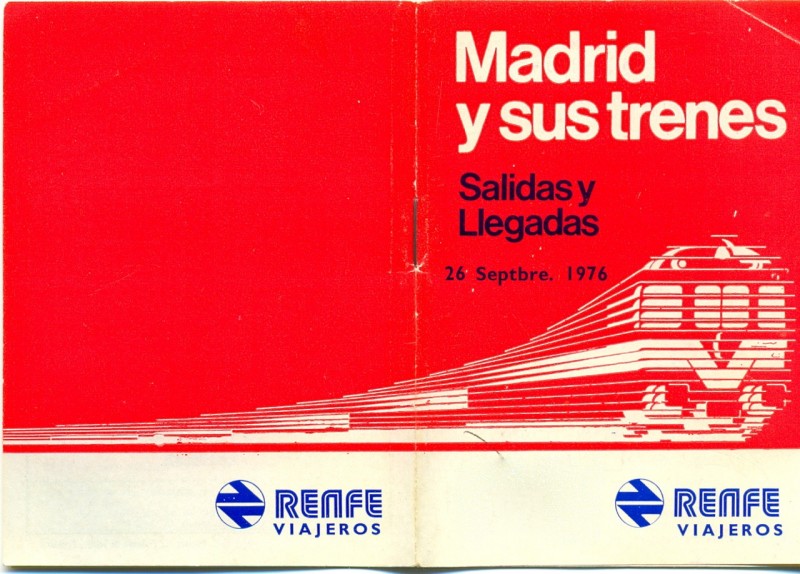 Madrid
y sus trenes
Salidas y
Llegadas
26 Septbre. 1976
RENFE
VIAJEROS
RENFE
VIAJEROS